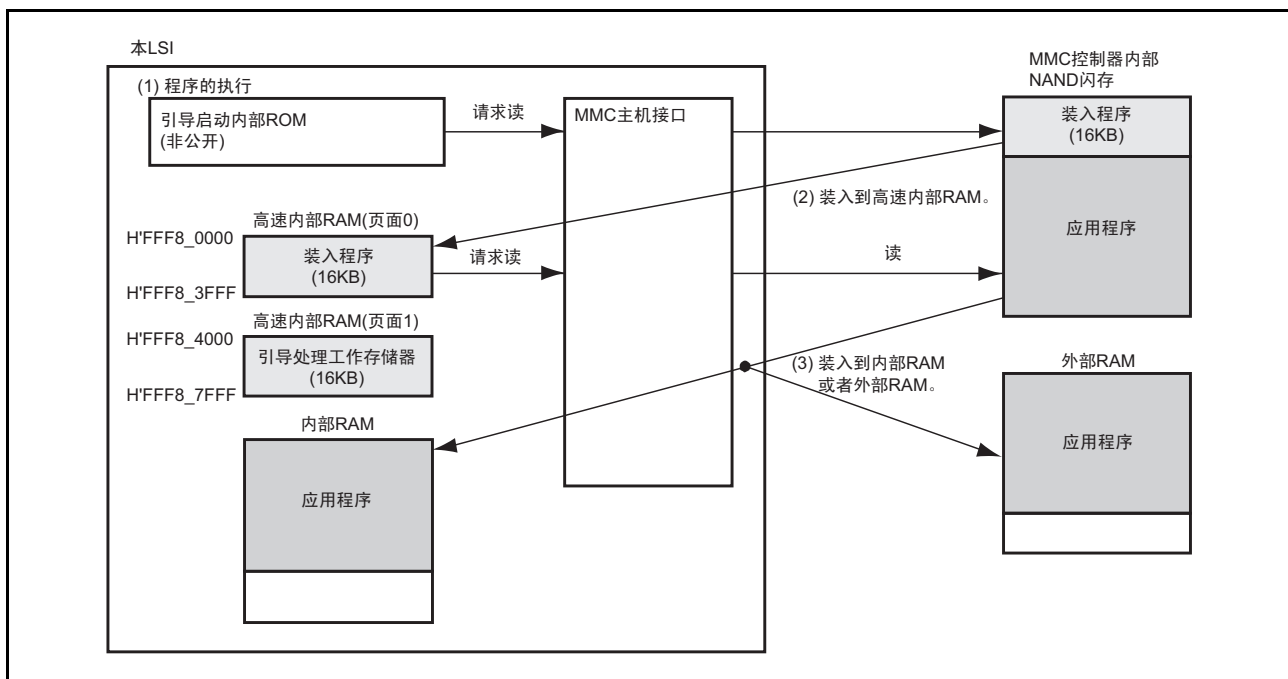 本LSI
(1) 程序的执行
引导启动内部ROM
(非公开)
请求读
MMC主机接口
MMC控制器内部
NAND闪存
装入程序
(16KB)
(2) 装入到高速内部RAM。
应用程序
高速内部RAM(页面0)
H'FFF8_0000
装入程序
(16KB)
H'FFF8_3FFF
请求读
读
高速内部RAM(页面1)
H'FFF8_4000
引导处理工作存储器
(16KB)
H'FFF8_7FFF
(3) 装入到内部RAM
或者外部RAM。
外部RAM
应用程序
内部RAM
应用程序